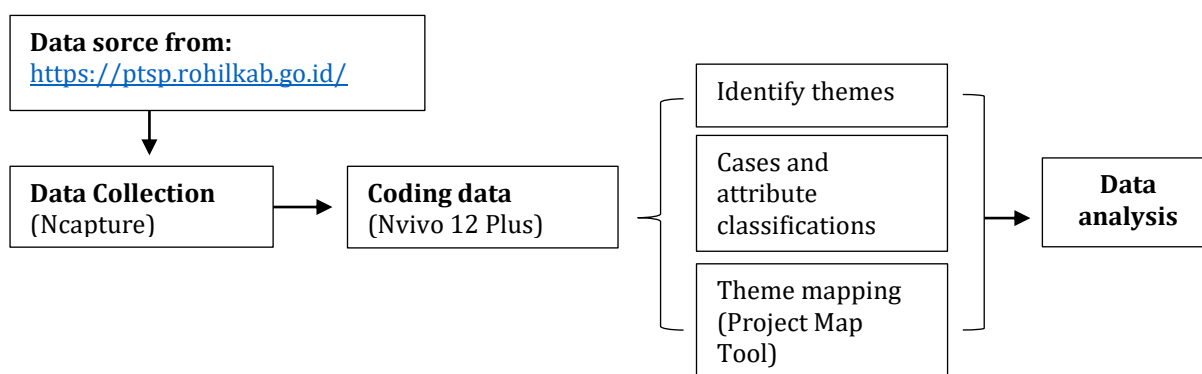 Data sorce from:
https://ptsp.rohilkab.go.id/
Data Collection
(Ncapture)
Coding data
(Nvivo 12 Plus)
Identify themes
Cases and
attribute
classifications
Theme mapping
(Project Map
Tool)
Data
analysis